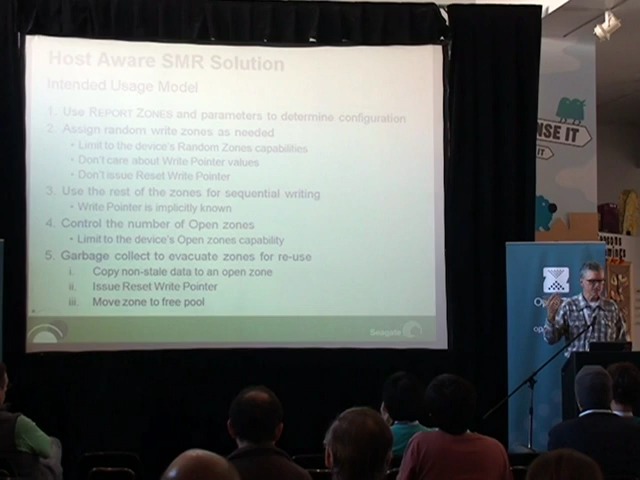 Host Aware SMR Solution
Intended Usage Model
1. Use REPORT ZONES and parameters to determine configuration
2. Assign random write zones as needed
• Limit to the device's Random Zones capabilities
• Don't care about Write Pointer values
• Don't issue Reset Write Pointer
3. Use the rest of the zones for sequential writing
• Write Pointer is implicitly known
4. Control the number of Open zones
• Limit to the device's Open zones capability
5. Garbage collect to evacuate zones for re-use
i. Copy non-stale data to an open zone
ii. Issue Reset Write Pointer
iii. Move zone to free pool
Seagate
NSE IT
IT
Op